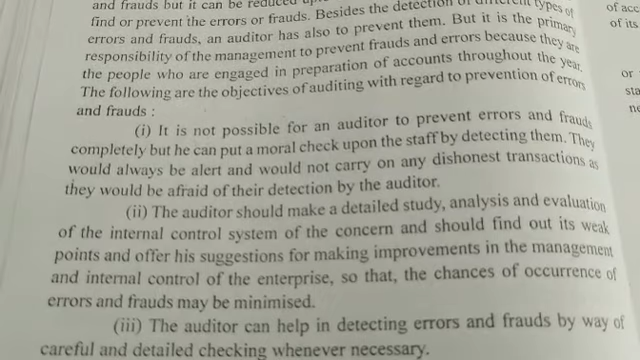 and frauds but it can be reduced
find or prevent the errors or frauds. Besides the detection of different types of
errors and frauds, an auditor has also to prevent them. But it is the primary
responsibility of the management to prevent frauds and errors because they are
the people who are engaged in preparation of accounts throughout the year.
The following are the objectives of auditing with regard to prevention of errors
and frauds :
(i) It is not possible for an auditor to prevent errors and frauds
completely but he can put a moral check upon the staff by detecting them. They
would always be alert and would not carry on any dishonest transactions as
they would be afraid of their detection by the auditor.
(ii) The auditor should make a detailed study, analysis and evaluation
of the internal control system of the concern and should find out its weak
points and offer his suggestions for making improvements in the management
and internal control of the enterprise, so that, the chances of occurrence of
errors and frauds may be minimised.
(iii) The auditor can help in detecting errors and frauds by way of
careful and detailed checking whenever necessary.
of acc
of its
or
sta
ne